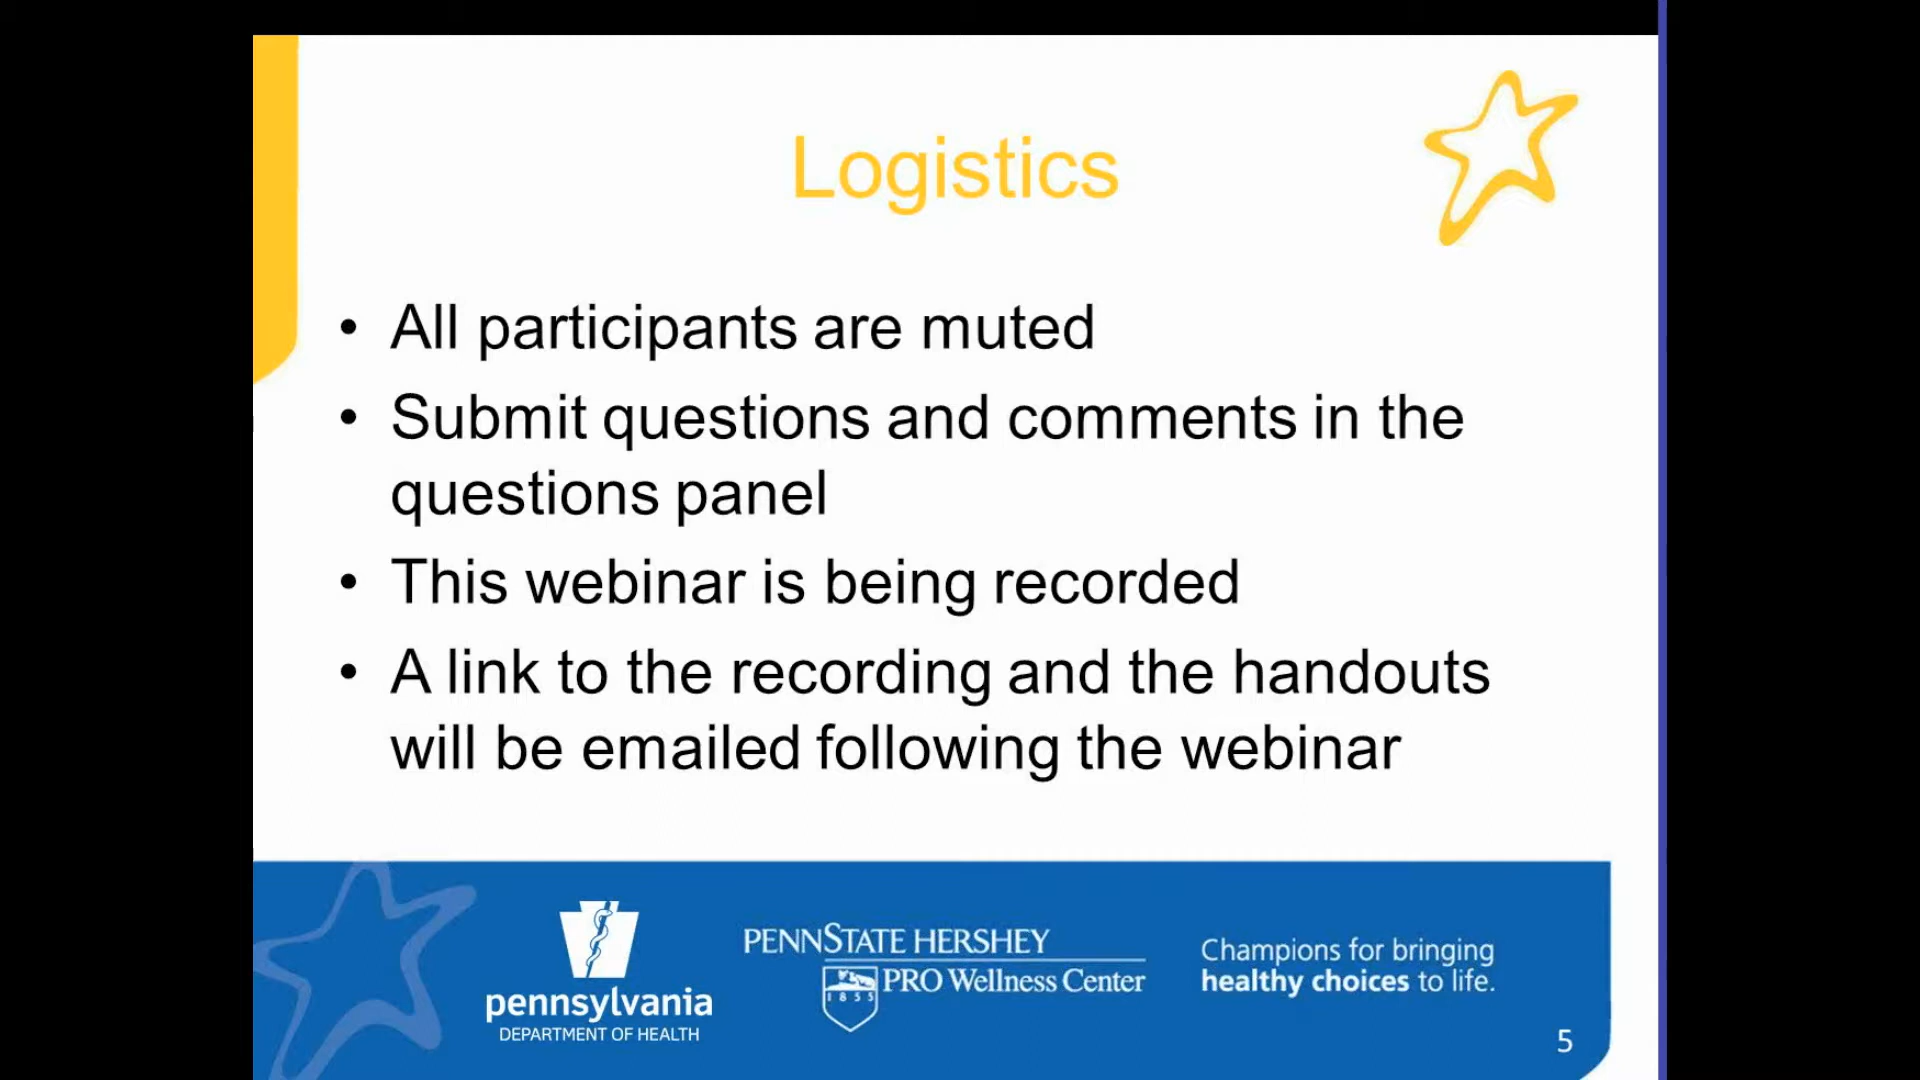 Logistics
• All participants are muted
• Submit questions and comments in the
questions panel
• This webinar is being recorded
• A link to the recording and the handouts
will be emailed following the webinar
pennsylvania
DEPARTMENT OF HEALTH
PENNSTATE HERSHEY
PRO Wellness Center
1855
Champions for bringing
healthy choices to life.
5